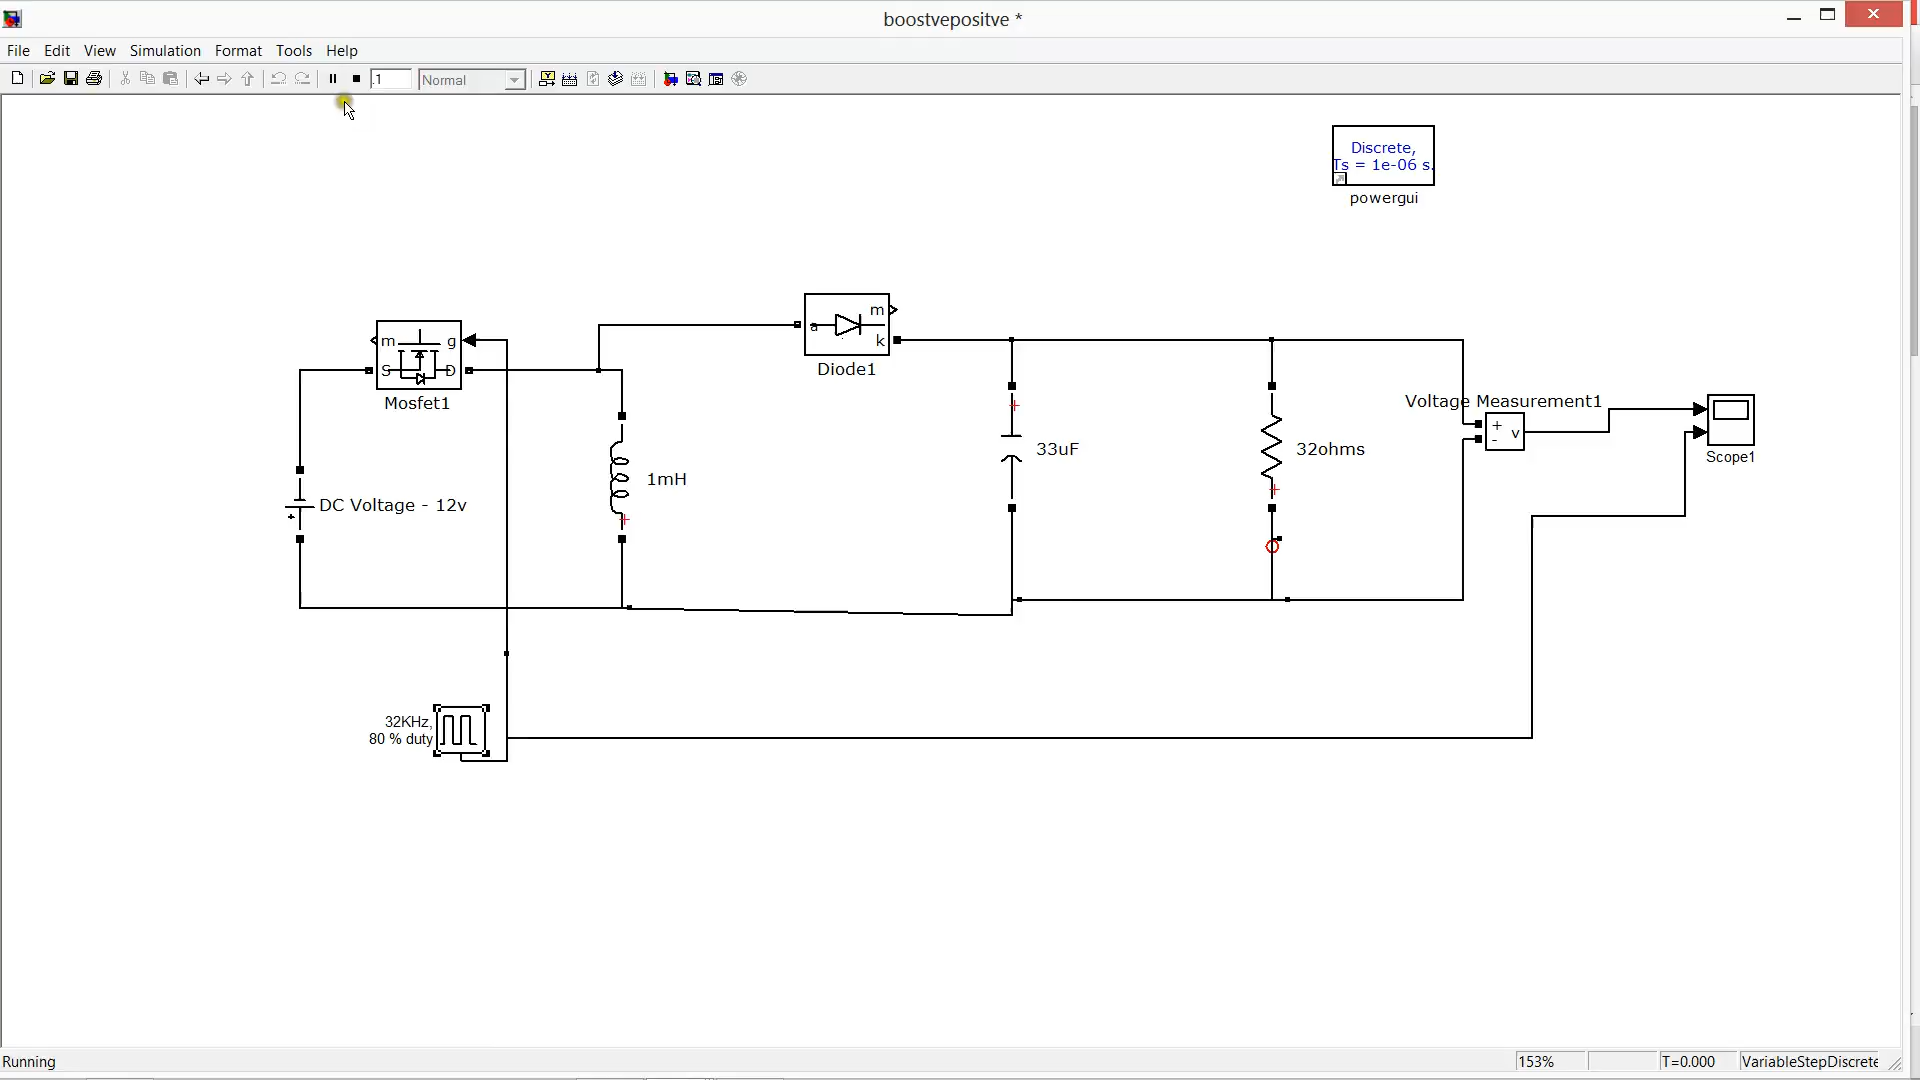 boostvepositve *
File Edit View Simulation Format Tools Help
.1 Normal
Discrete,
Ts = 1e-06 s.
powergui
m g
S D
Mosfet1
m
a
k
Diode1
DC Voltage - 12v
1mH
33uF
32ohms
Voltage Measurement1
+
-
v
Scope1
32KHz,
80 % duty
Running 153% T=0.000 VariableStepDiscrete